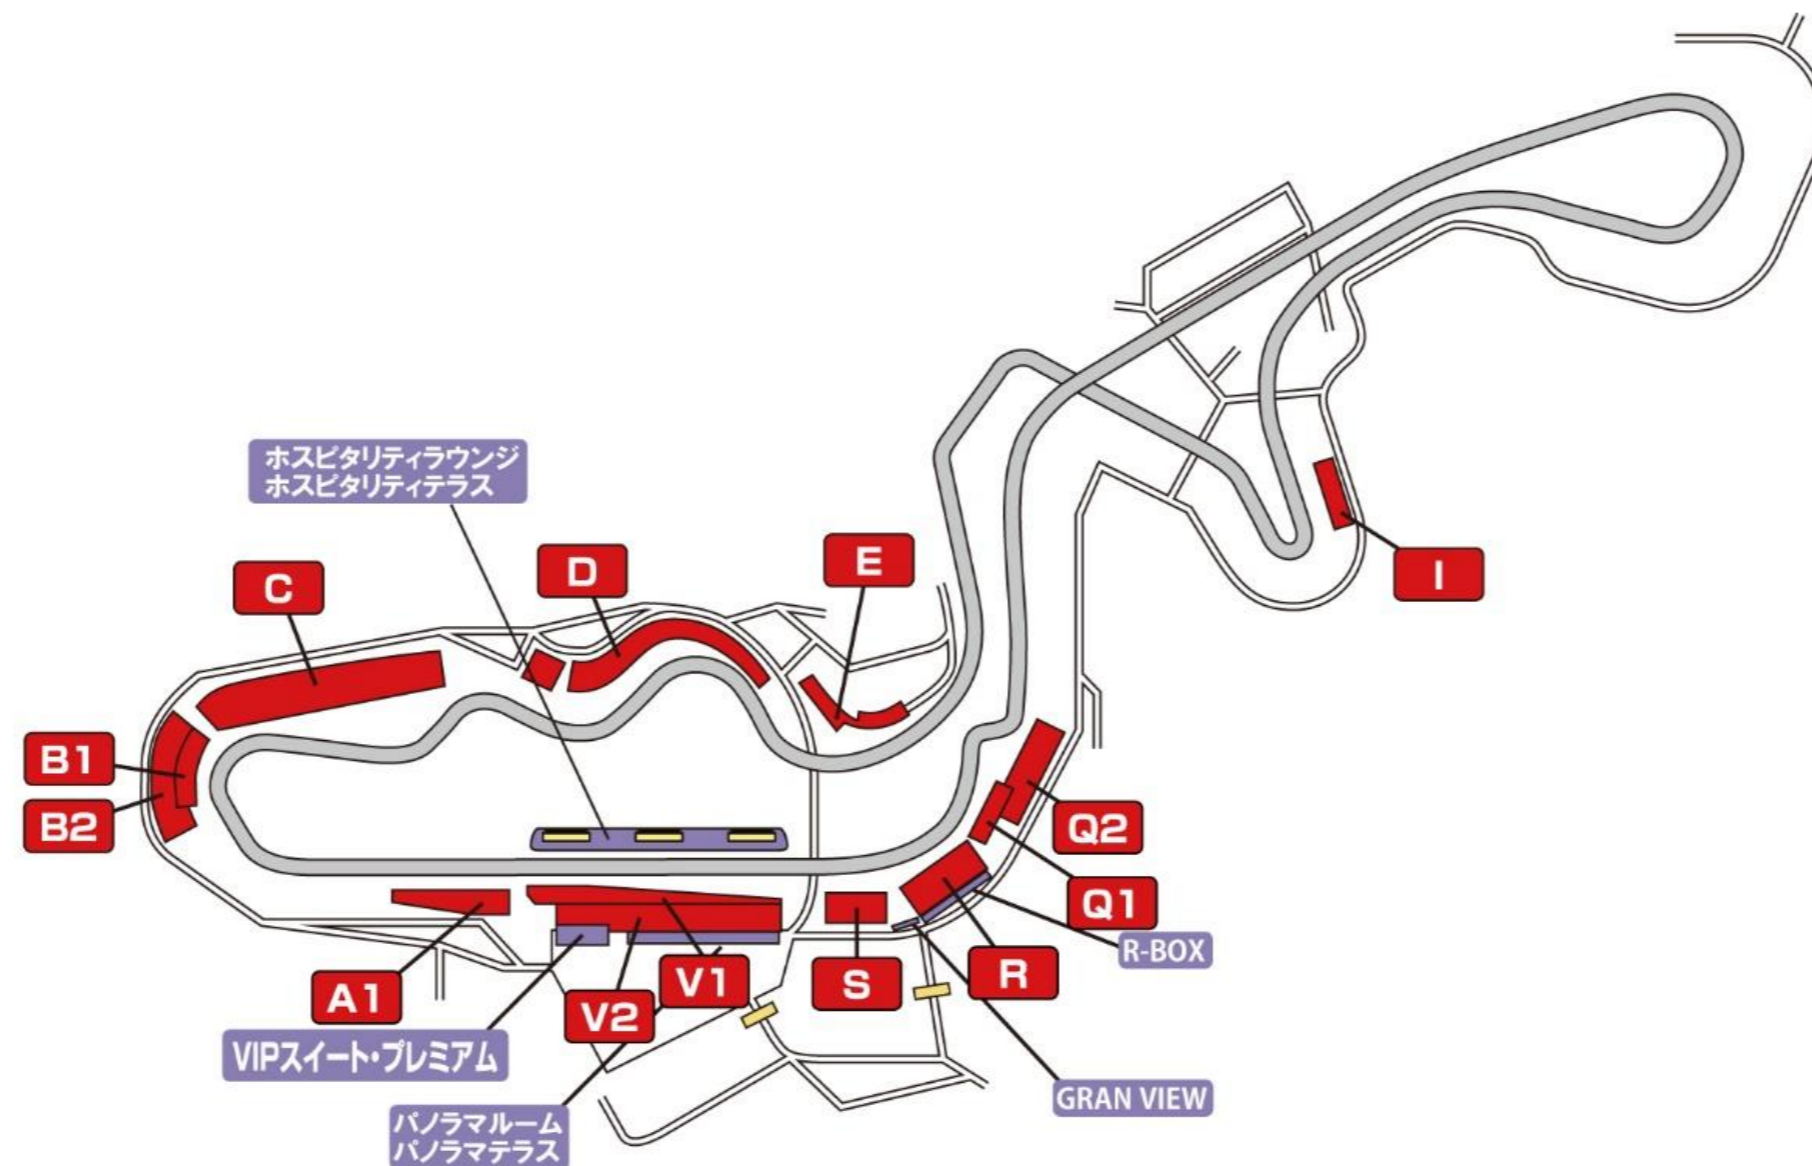 ホスピタリティラウンジ
ホスピタリティテラス
C
D
E
I
B1
B2
Q2
Q1
R-BOX
A1
V2
V1
S
R
VIPスイート・プレミアム
GRAN VIEW
パノラマルーム
パノラマテラス